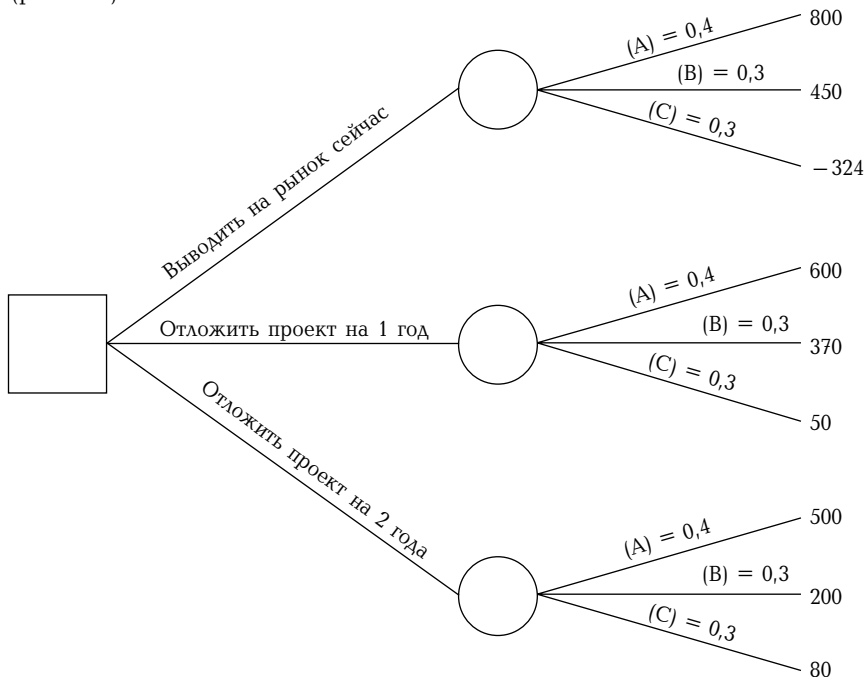 (A) = 0,4
800
(B) = 0,3
450
(C) = 0,3
−324
Выводить на рынок сейчас
(A) = 0,4
600
Отложить проект на 1 год
(B) = 0,3
370
(C) = 0,3
50
Отложить проект на 2 года
(A) = 0,4
500
(B) = 0,3
200
(C) = 0,3
80